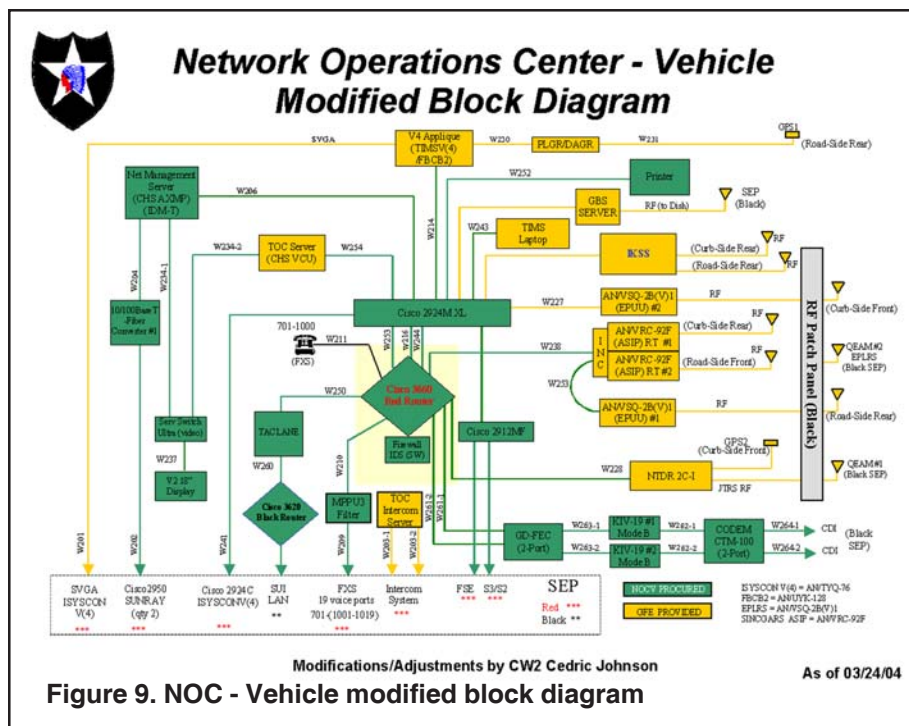 Network Operations Center - Vehicle
Modified Block Diagram
SVGA
V4 Applique
(TIMSV(4)
/FBCB2)
W230
PLGR/DAGR
W231
GPS1
(Road-Side Rear)
Net Management
Server
(CHS AXMP)
(IDM-T)
W206
W214
W252
Printer
GBS
SERVER
RF (to Dish)
SEP
(Black)
W243
TIMS
Laptop
W234-2
TOC Server
(CHS VCU)
W254
IKSS
(Curb-Side Rear)
RF
(Road-Side Rear)
RF
W204
W234-1
10/100Base T
-Fiber
Converter #1
Cisco 2924M XL
W227
AN/VSQ-2B(V)1
(EPUU) #2
RF
(Curb-Side Front)
RF Patch Panel (Black)
701-1000
(FXS)
W211
W233
W216
W244
W238
I
N
C
AN/VRC-92F
(ASIP) RT #1
(Curb-Side Rear)
RF
AN/VRC-92F
(ASIP) RT #2
(Road-Side Front)
RF
QEAM #2
EPLRS
(Black SEP)
W250
Cisco 3660
Red Router
W253
AN/VSQ-2B(V)1
(EPUU) #1
RF
(Road-Side Rear)
Serv Switch
Ultra (video)
TACLANE
Firewall
IDS (SW)
Cisco 2912MF
GPS2
(Curb-Side Front)
W237
V2 18"
Display
W260
W210
W228
NTDR 2C-I
JTRS RF
QEAM #1
(Black SEP)
Cisco 3620
Black Router
MPPU3
Filter
TOC
Intercom
Server
W261-2
W261-1
GD-FEC
(2-Port)
W263-1
KIV-19 #1
Mode B
W262-1
CODEM
CTM-100
(2-Port)
W264-1
CDI
(Black
SEP)
W263-2
KIV-19 #2
Mode B
W262-2
W264-2
CDI
W201
W202
W241
W209
W203-1
W203-2
SVGA
ISYSCON
V(4)
***
Cisco2950
SUNRAY
(qty 2)
***
Cisco 2924C
ISYSCONV(4)
***
SUI
LAN
**
FXS
19 voice ports
701-(1001-1019)
***
Intercom
System
***
FSE
***
S3/S2
***
SEP
Red ***
Black **
NOCV PROCURED
GFE PROVIDED
ISYSCON V(4) = AN/TYQ-76
FBCB2 = AN/UYK-128
EPLRS = AN/VSQ-2B(V)1
SINCGARS ASIP = AN/VRC-92F
Modifications/Adjustments by CW2 Cedric Johnson
As of 03/24/04
Figure 9. NOC - Vehicle modified block diagram